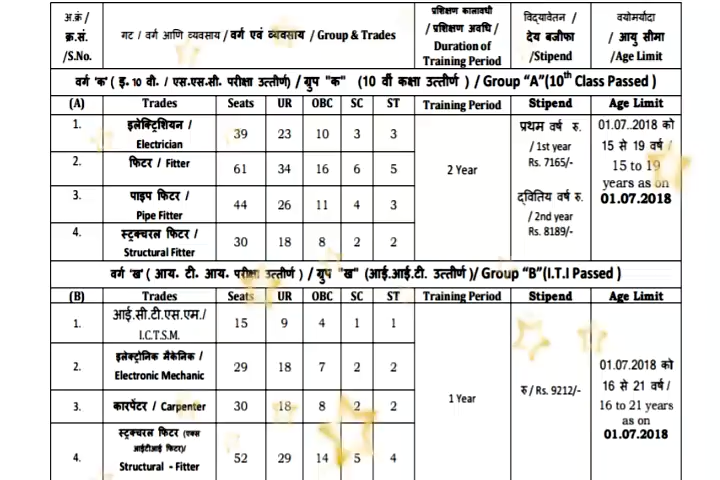 अ.क्रं / क्र.सं. /S.No. गट / वर्ग आणि व्यवसाय / वर्ग एवं व्यवसाय / Group & Trades प्रशिक्षण कालावधी / प्रशिक्षण अवधि / Duration of Training Period विद्यावेतन / देय बजीफा /Stipend वयोमर्यादा / आयु सीमा /Age Limit
वर्ग 'क' ( इ. 10 वी. / एस.एस.सी. परीक्षा उत्तीर्ण) / ग्रुप "क" (10 वीं कक्षा उत्तीर्ण ) / Group "A"(10th Class Passed )
(A) Trades Seats UR OBC SC ST Training Period Stipend Age Limit
1. इलेक्ट्रिशियन / Electrician 39 23 10 3 3
2. फिटर / Fitter 61 34 16 6 5
3. पाइप फिटर / Pipe Fitter 44 26 11 4 3
4. स्ट्रक्चरल फिटर / Structural Fitter 30 18 8 2 2
2 Year
प्रथम वर्ष रु.
/ 1st year
Rs. 7165/-
द्वितिय वर्ष रु.
/ 2nd year
Rs. 8189/-
01.07..2018 को
15 से 19 वर्ष /
15 to 19
years as on
01.07.2018
वर्ग 'ख' ( आय. टी. आय. परीक्षा उत्तीर्ण ) / ग्रुप "ख" (आई.आई.टी. उत्तीर्ण )/ Group "B"(I.T.I Passed )
(B) Trades Seats UR OBC SC ST Training Period Stipend Age Limit
1. आई.सी.टी.एस.एम./ I.C.T.S.M. 15 9 4 1 1
2. इलेक्ट्रोनिक मॅकेनिक / Electronic Mechanic 29 18 7 2 2
3. कारपेंटर / Carpenter 30 18 8 2 2
4. स्ट्रक्चरल फिटर (एक्स आईटीआई फिटर)/ Structural - Fitter 52 29 14 5 4
1 Year
रु / Rs. 9212/-
01.07.2018 को
16 से 21 वर्ष /
16 to 21 years
as on
01.07.2018